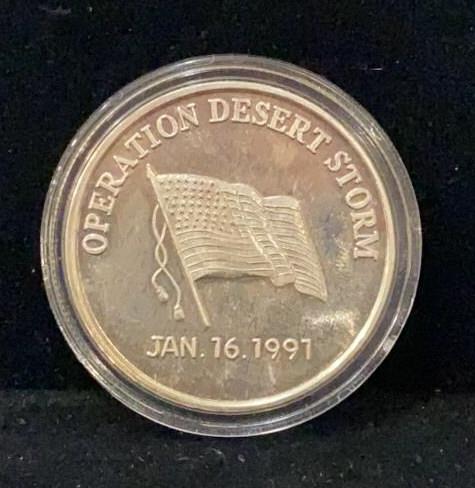 OPERATION DESERT STORM
JAN.16.1991